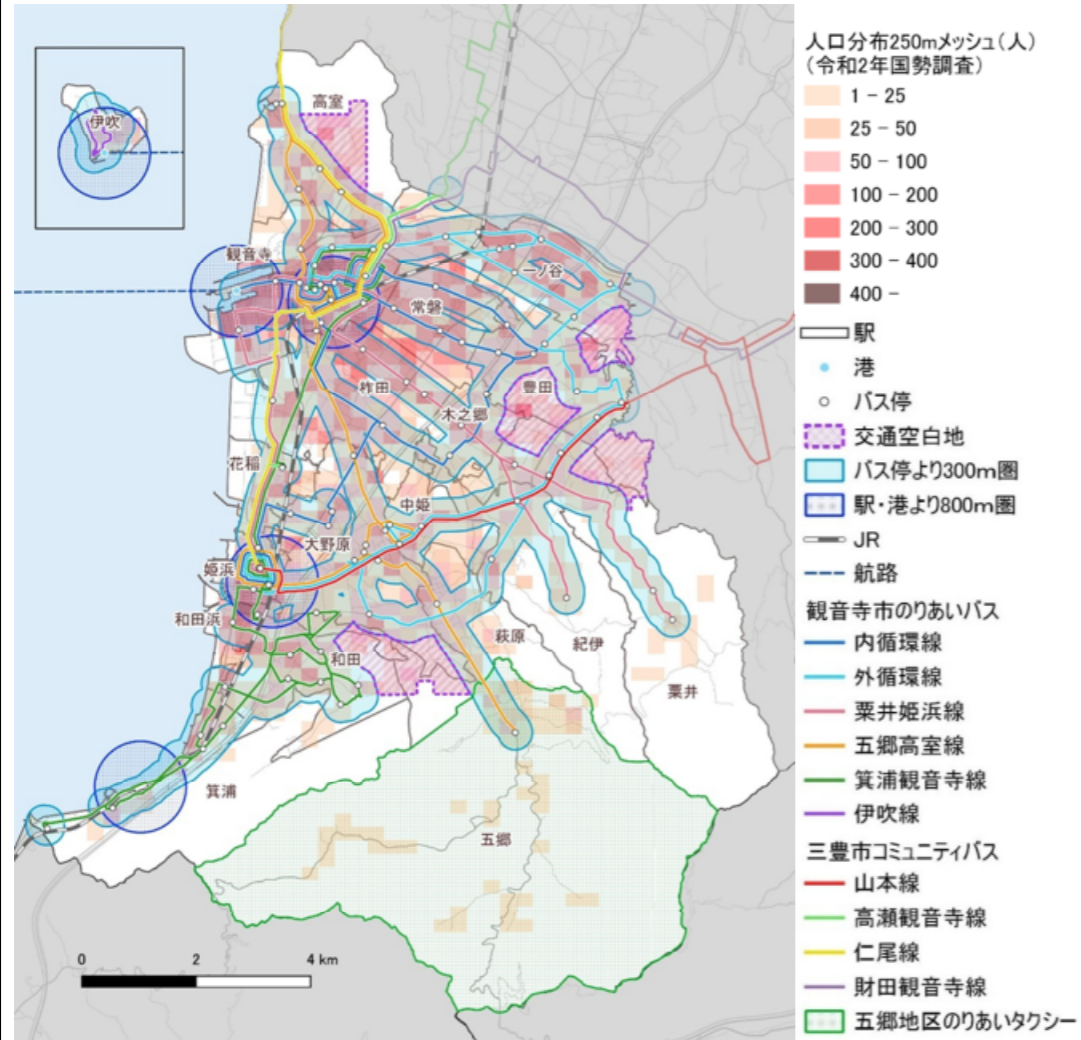 伊吹
高室
観音寺
一ノ谷
常磐
柞田
豊田
木之郷
花稲
中姫
大野原
姫浜
和田浜
萩原
紀伊
和田
粟井
箕浦
五郷
0 2 4 km
人口分布250mメッシュ(人)
(令和2年国勢調査)
1 - 25
25 - 50
50 - 100
100 - 200
200 - 300
300 - 400
400 -
駅
港
バス停
交通空白地
バス停より300m圏
駅・港より800m圏
JR
航路
観音寺市のりあいバス
内循環線
外循環線
粟井姫浜線
五郷高室線
箕浦観音寺線
伊吹線
三豊市コミュニティバス
山本線
高瀬観音寺線
仁尾線
財田観音寺線
五郷地区のりあいタクシー